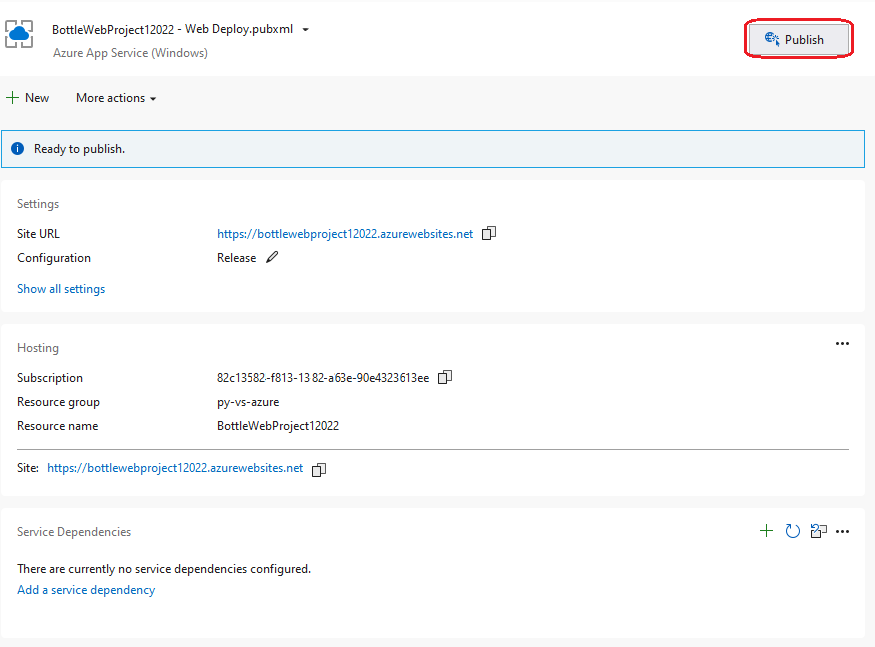 BottleWebProject12022 - Web Deploy.pubxml
Azure App Service (Windows)
Publish
New
More actions
Ready to publish.
Settings
Site URL https://bottlewebproject12022.azurewebsites.net
Configuration Release
Show all settings
Hosting
Subscription 82c13582-f813-1382-a63e-90e4323613ee
Resource group py-vs-azure
Resource name BottleWebProject12022
Site: https://bottlewebproject12022.azurewebsites.net
Service Dependencies
There are currently no service dependencies configured.
Add a service dependency